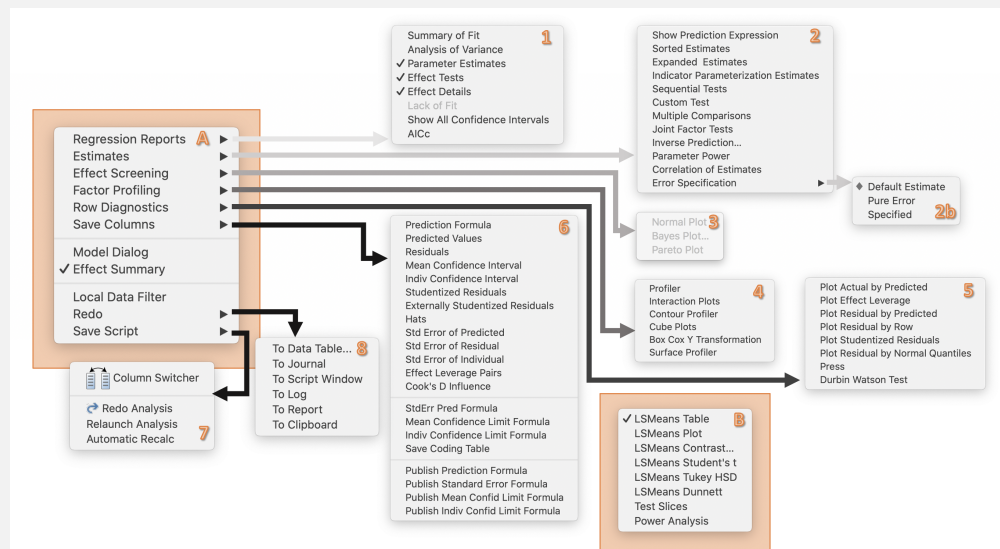 A
Regression Reports
Estimates
Effect Screening
Factor Profiling
Row Diagnostics
Save Columns
Model Dialog
✓ Effect Summary
Local Data Filter
Redo
Save Script
1
Summary of Fit
Analysis of Variance
✓ Parameter Estimates
✓ Effect Tests
✓ Effect Details
Lack of Fit
Show All Confidence Intervals
AICc
2
Show Prediction Expression
Sorted Estimates
Expanded Estimates
Indicator Parameterization Estimates
Sequential Tests
Custom Test
Multiple Comparisons
Joint Factor Tests
Inverse Prediction...
Parameter Power
Correlation of Estimates
Error Specification
2b
Default Estimate
Pure Error
Specified
3
Normal Plot
Bayes Plot...
Pareto Plot
4
Profiler
Interaction Plots
Contour Profiler
Cube Plots
Box Cox Y Transformation
Surface Profiler
5
Plot Actual by Predicted
Plot Effect Leverage
Plot Residual by Predicted
Plot Residual by Row
Plot Studentized Residuals
Plot Residual by Normal Quantiles
Press
Durbin Watson Test
6
Prediction Formula
Predicted Values
Residuals
Mean Confidence Interval
Indiv Confidence Interval
Studentized Residuals
Externally Studentized Residuals
Hats
Std Error of Predicted
Std Error of Residual
Std Error of Individual
Effect Leverage Pairs
Cook's D Influence
StdErr Pred Formula
Mean Confidence Limit Formula
Indiv Confidence Limit Formula
Save Coding Table
Publish Prediction Formula
Publish Standard Error Formula
Publish Mean Confid Limit Formula
Publish Indiv Confid Limit Formula
7
Column Switcher
Redo Analysis
Relaunch Analysis
Automatic Recalc
8
To Data Table...
To Journal
To Script Window
To Log
To Report
To Clipboard
B
✓ LSMeans Table
LSMeans Plot
LSMeans Contrast...
LSMeans Student's t
LSMeans Tukey HSD
LSMeans Dunnett
Test Slices
Power Analysis